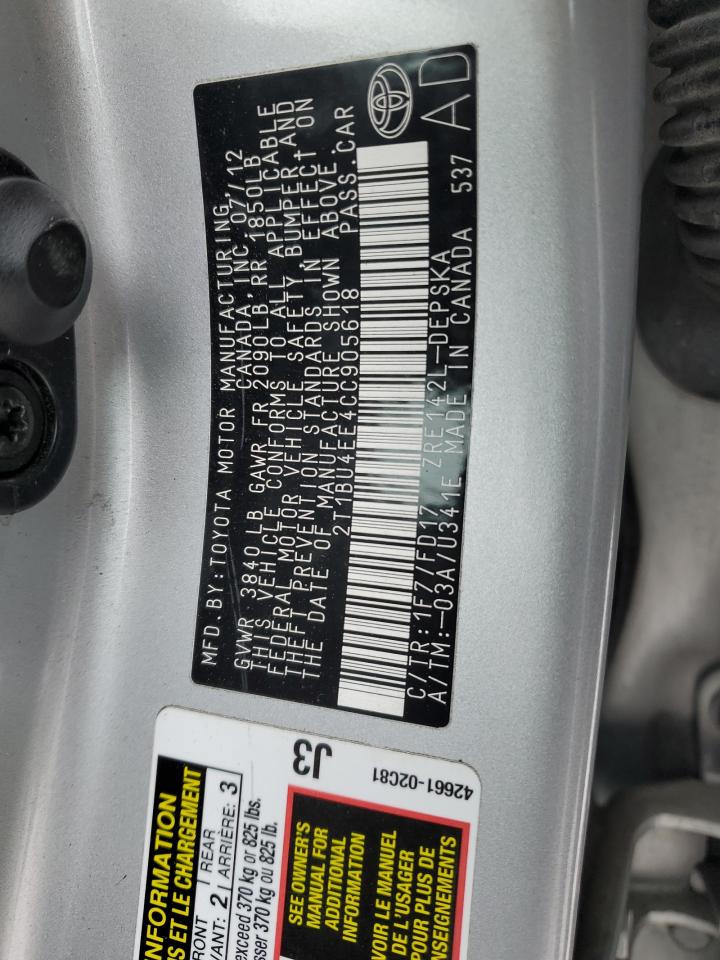 MFD.BY:TOYOTA MOTOR MANUFACTURING,
CANADA, INC. 07/12
GVWR 3840 LB GAWR FR 2090LB RR 1850LB
THIS VEHICLE CONFORMS TO ALL APPLICABLE
FEDERAL MOTOR VEHICLE SAFETY, BUMPER AND
THEFT PREVENTION STANDARDS IN EFFECT ON
THE DATE OF MANUFACTURE SHOWN ABOVE.
2T1BU4EE4CC905618 PASS.CAR
C/TR:1F7/FD17 ZRE142L-DEPSKA
A/TM:-03A/U341E MADE IN CANADA 537
AD
INFORMATION
S ET LE CHARGEMENT
FRONT | REAR
VANT: 2 | ARRIÈRE: 3
exceed 370 kg or 825 lbs.
sser 370 kg ou 825 lb.
J3
42661-02C81
SEE OWNER'S
MANUAL FOR
ADDITIONAL
INFORMATION
VOIR LE MANUEL
DE L'USAGER
POUR PLUS DE
ENSEIGNEMENTS